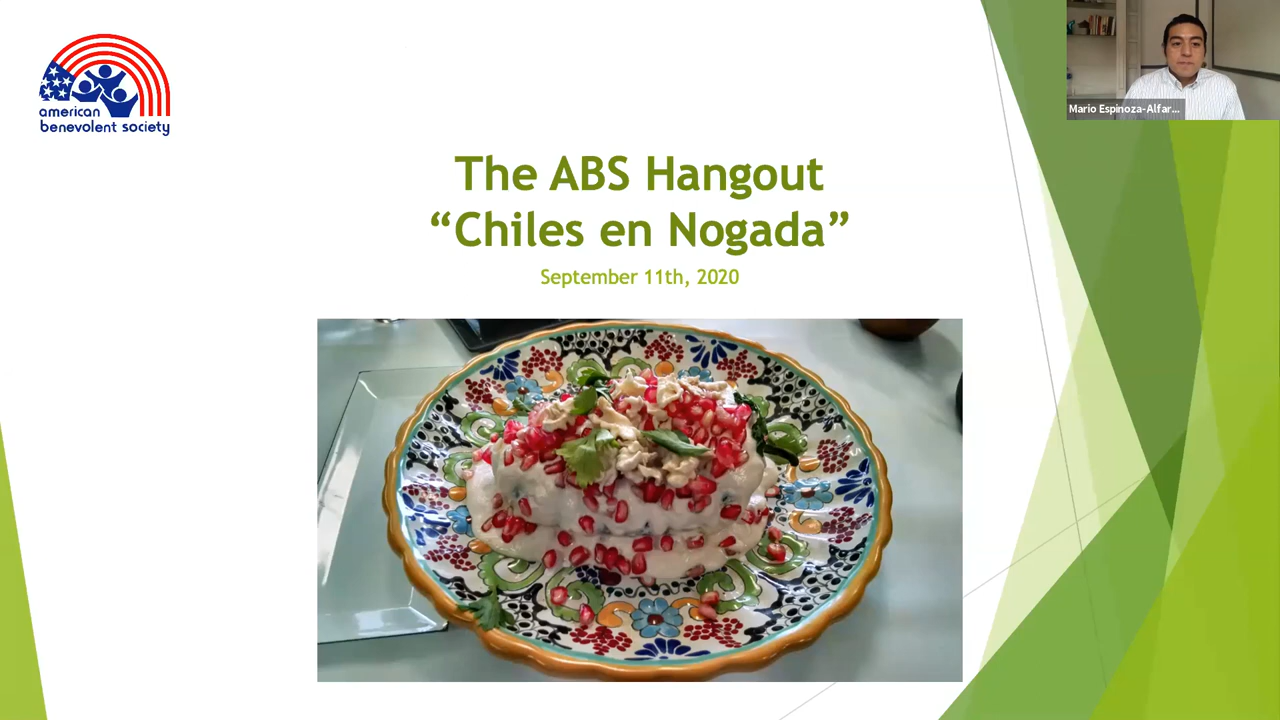 american
benevolent society
Mario Espinoza-Alfar...
The ABS Hangout
“Chiles en Nogada”
September 11th, 2020